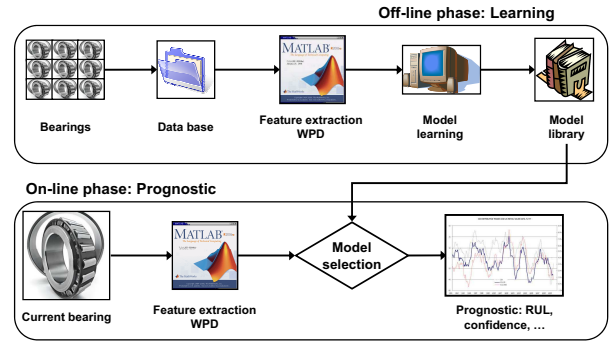 Off-line phase: Learning
MATLAB
Bearings
Data base
Feature extraction
WPD
Model
learning
Model
library
On-line phase: Prognostic
MATLAB
Model
selection
Current bearing
Feature extraction
WPD
Prognostic: RUL,
confidence, ...